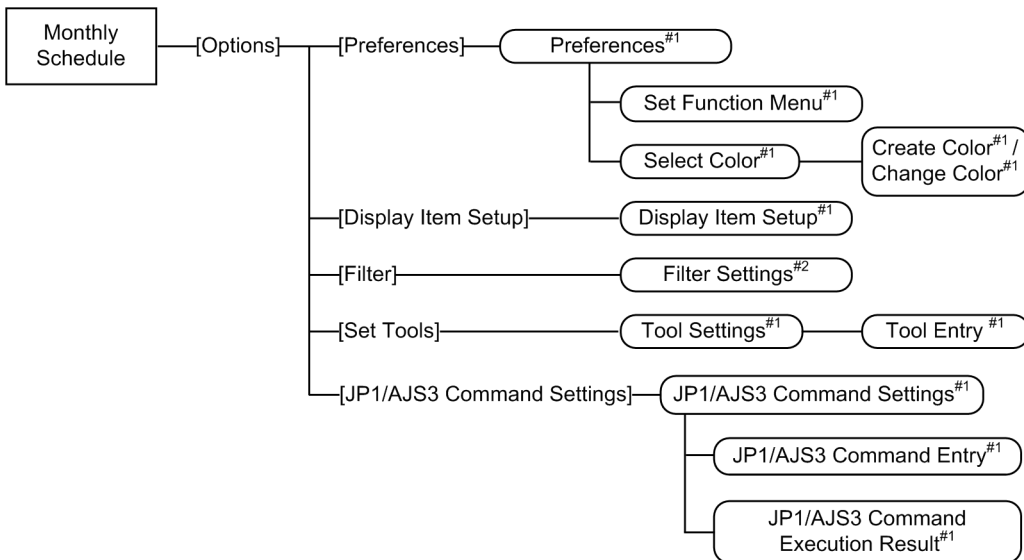 Monthly
Schedule
[Options]
[Preferences]
Preferences#1
Set Function Menu#1
Select Color#1
Create Color#1 /
Change Color#1
[Display Item Setup]
Display Item Setup#1
[Filter]
Filter Settings#2
[Set Tools]
Tool Settings#1
Tool Entry #1
[JP1/AJS3 Command Settings]
JP1/AJS3 Command Settings#1
JP1/AJS3 Command Entry#1
JP1/AJS3 Command
Execution Result#1